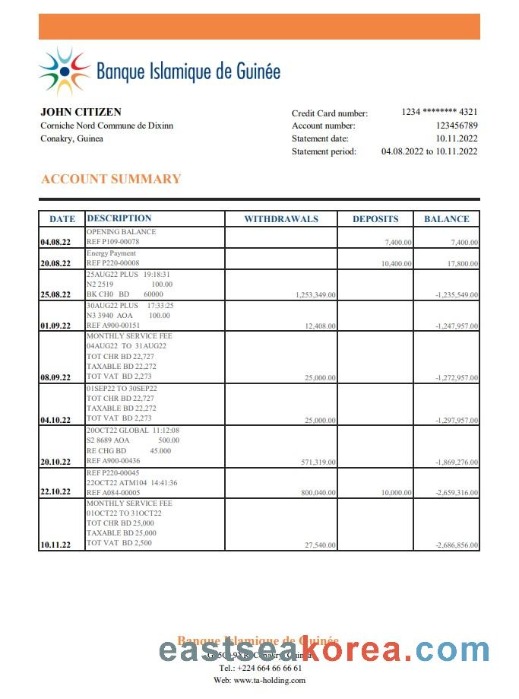 Banque Islamique de Guinée
JOHN CITIZEN
Corniche Nord Commune de Dixinn
Conakry, Guinea
Credit Card number: 1234 ******** 4321
Account number: 123456789
Statement date: 10.11.2022
Statement period: 04.08.2022 to 10.11.2022
ACCOUNT SUMMARY
DATE DESCRIPTION WITHDRAWALS DEPOSITS BALANCE
OPENING BALANCE
04.08.22 REF P109-00078 7,400.00 7,400.00
Energy Payment
20.08.22 REF P220-00008 10,400.00 17,800.00
25AUG22 PLUS 19:18:31
N2 2519 100.00
25.08.22 BK CH0 BD 60000 1,253,349.00 -1,235,549.00
30AUG22 PLUS 17:33:25
N3 3940 AOA 100.00
01.09.22 REF A900-00151 12,408.00 -1,247,957.00
MONTHLY SERVICE FEE
04AUG22 TO 31AUG22
TOT CHR BD 22,727
TAXABLE BD 22,272
08.09.22 TOT VAT BD 2,273 25,000.00 -1,272,957.00
01SEP22 TO 30SEP22
TOT CHR BD 22,727
TAXABLE BD 22,272
04.10.22 TOT VAT BD 2,273 25,000.00 -1,297,957.00
20OCT22 GLOBAL 11:12:08
S2 8689 AOA 500.00
RE CHG BD 45.000
20.10.22 REF A900-00436 571,319.00 -1,869,276.00
REF P220-00045
22OCT22 ATM104 14:41:36
22.10.22 REF A084-00005 800,040.00 10,000.00 -2,659,316.00
MONTHLY SERVICE FEE
01OCT22 TO 31OCT22
TOT CHR BD 25,000
TAXABLE BD 25,000
10.11.22 TOT VAT BD 2,500 27,540.00 -2,686,856.00
Banque Islamique de Guinée
eastseakorea.com
Tel.: +224 664 66 66 61
Web: www.ta-holding.com